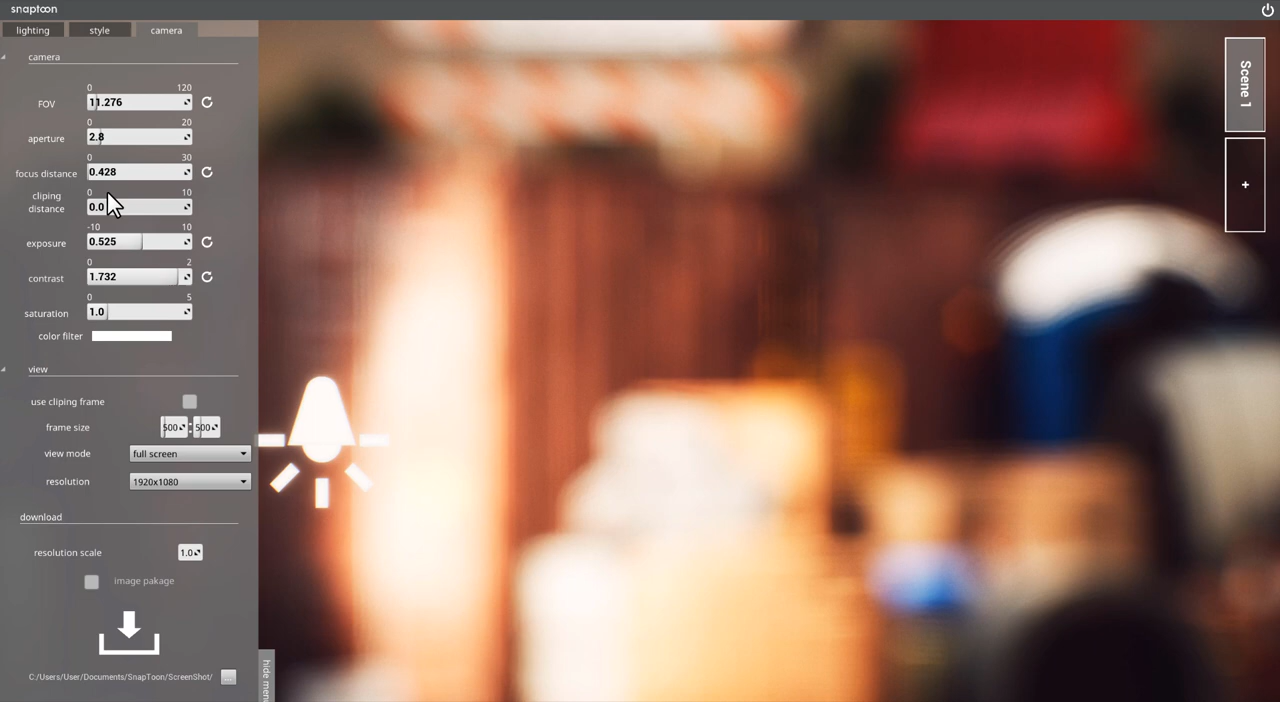 snaptoon
lighting style camera
camera
0 120
FOV 11.276
0 20
aperture 2.8
0 30
focus distance 0.428
0 10
cliping
distance 0.0
-10 10
exposure 0.525
0 2
contrast 1.732
0 5
saturation 1.0
color filter
view
use cliping frame
frame size 500 : 500
view mode full screen
resolution 1920x1080
download
resolution scale 1.0
image pakage
C:/Users/User/Documents/SnapToon/ScreenShot/ ...
hide menu
Scene 1
+